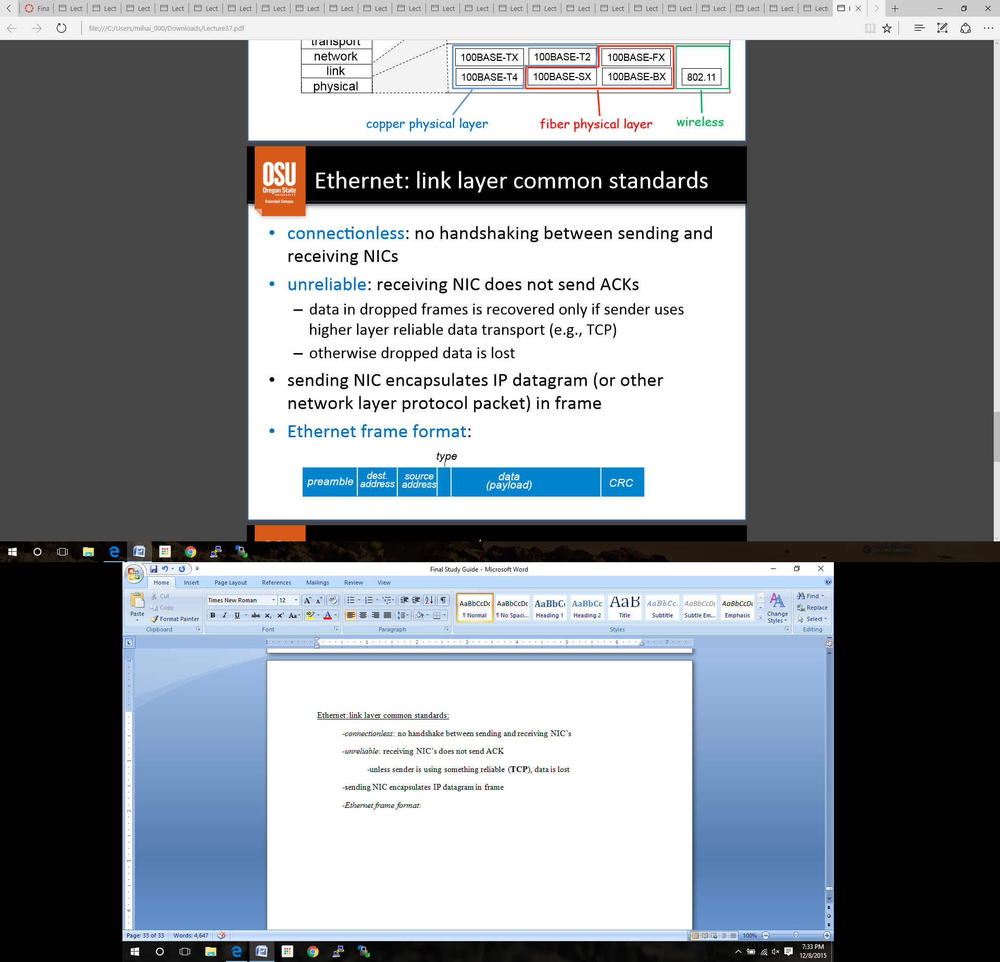 Fina Lect Lect Lect Lect Lect Lect Lect Lect Lect Lect Lect Lect Lect Lect Lect Lect Lect Lect Lect Lect Lect Lect Lect
file:///C:/Users/mihai_000/Downloads/Lecture37.pdf
transport
network
link
physical
100BASE-TX 100BASE-T2 100BASE-FX
100BASE-T4 100BASE-SX 100BASE-BX 802.11
copper physical layer fiber physical layer wireless
OSU
Oregon State
UNIVERSITY
Extended Campus
Ethernet: link layer common standards
• connectionless: no handshaking between sending and
receiving NICs
• unreliable: receiving NIC does not send ACKs
– data in dropped frames is recovered only if sender uses
higher layer reliable data transport (e.g., TCP)
– otherwise dropped data is lost
• sending NIC encapsulates IP datagram (or other
network layer protocol packet) in frame
• Ethernet frame format:
type
preamble dest. address source address data (payload) CRC
be.net/nmtruc
Final Study Guide - Microsoft Word
Home Insert Page Layout References Mailings Review View
Paste
Cut
Copy
Format Painter
Clipboard
Times New Roman 12
Font
Paragraph
AaBbCcDc AaBbCcDc AaBbC AaBbCc AaB AaBbCc. AaBbCcDc AaBbCcDc
¶ Normal ¶ No Spaci... Heading 1 Heading 2 Title Subtitle Subtle Em... Emphasis
Change
Styles
Styles
Find
Replace
Select
Editing
1 1 2 3 4 5 6 7
Ethernet: link layer common standards:
-connectionless: no handshake between sending and receiving NIC's
-unreliable: receiving NIC's does not send ACK
-unless sender is using something reliable (TCP), data is lost
-sending NIC encapsulates IP datagram in frame
-Ethernet frame format:
Page: 33 of 33 Words: 4,647 100%
7:33 PM
12/8/2015